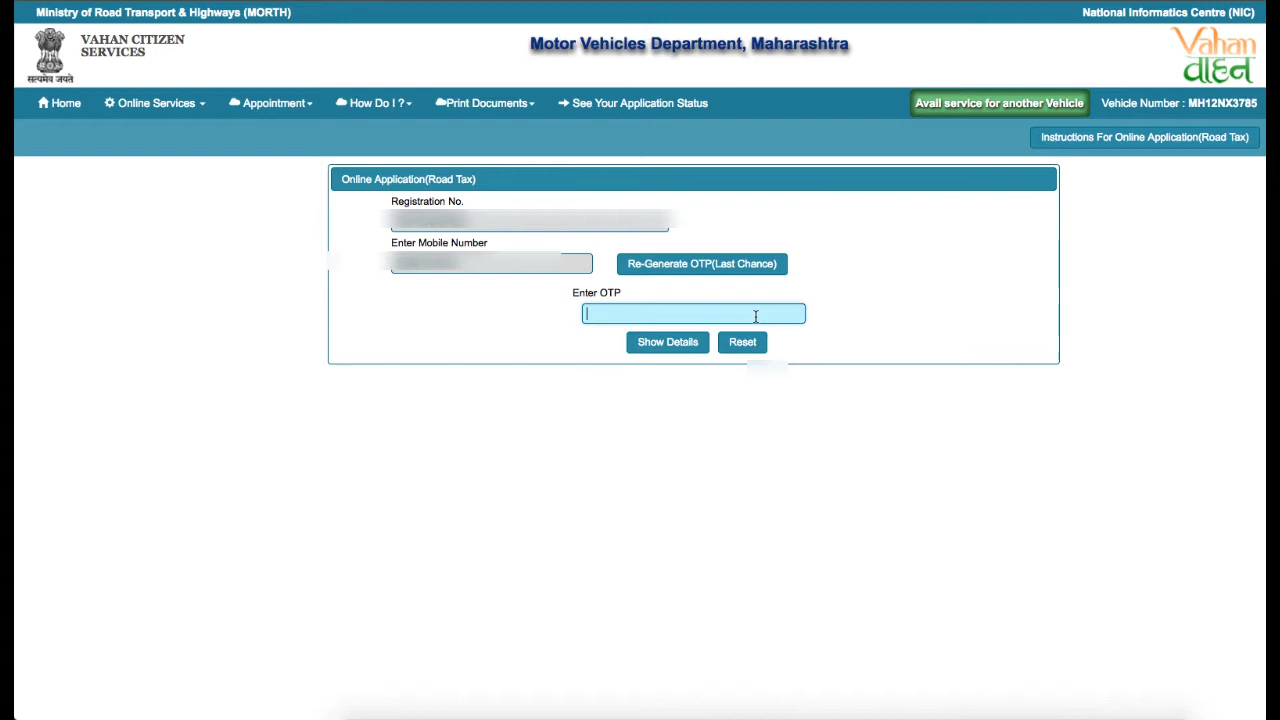 Ministry of Road Transport & Highways (MORTH)
National Informatics Centre (NIC)
VAHAN CITIZEN
SERVICES
सत्यमेव जयते
Motor Vehicles Department, Maharashtra
Vahan
वाहन
Home
Online Services
Appointment
How Do I ?
Print Documents
See Your Application Status
Avail service for another Vehicle
Vehicle Number : MH12NX3785
Instructions For Online Application(Road Tax)
Online Application(Road Tax)
Registration No.
Enter Mobile Number
Re-Generate OTP(Last Chance)
Enter OTP
Show Details
Reset